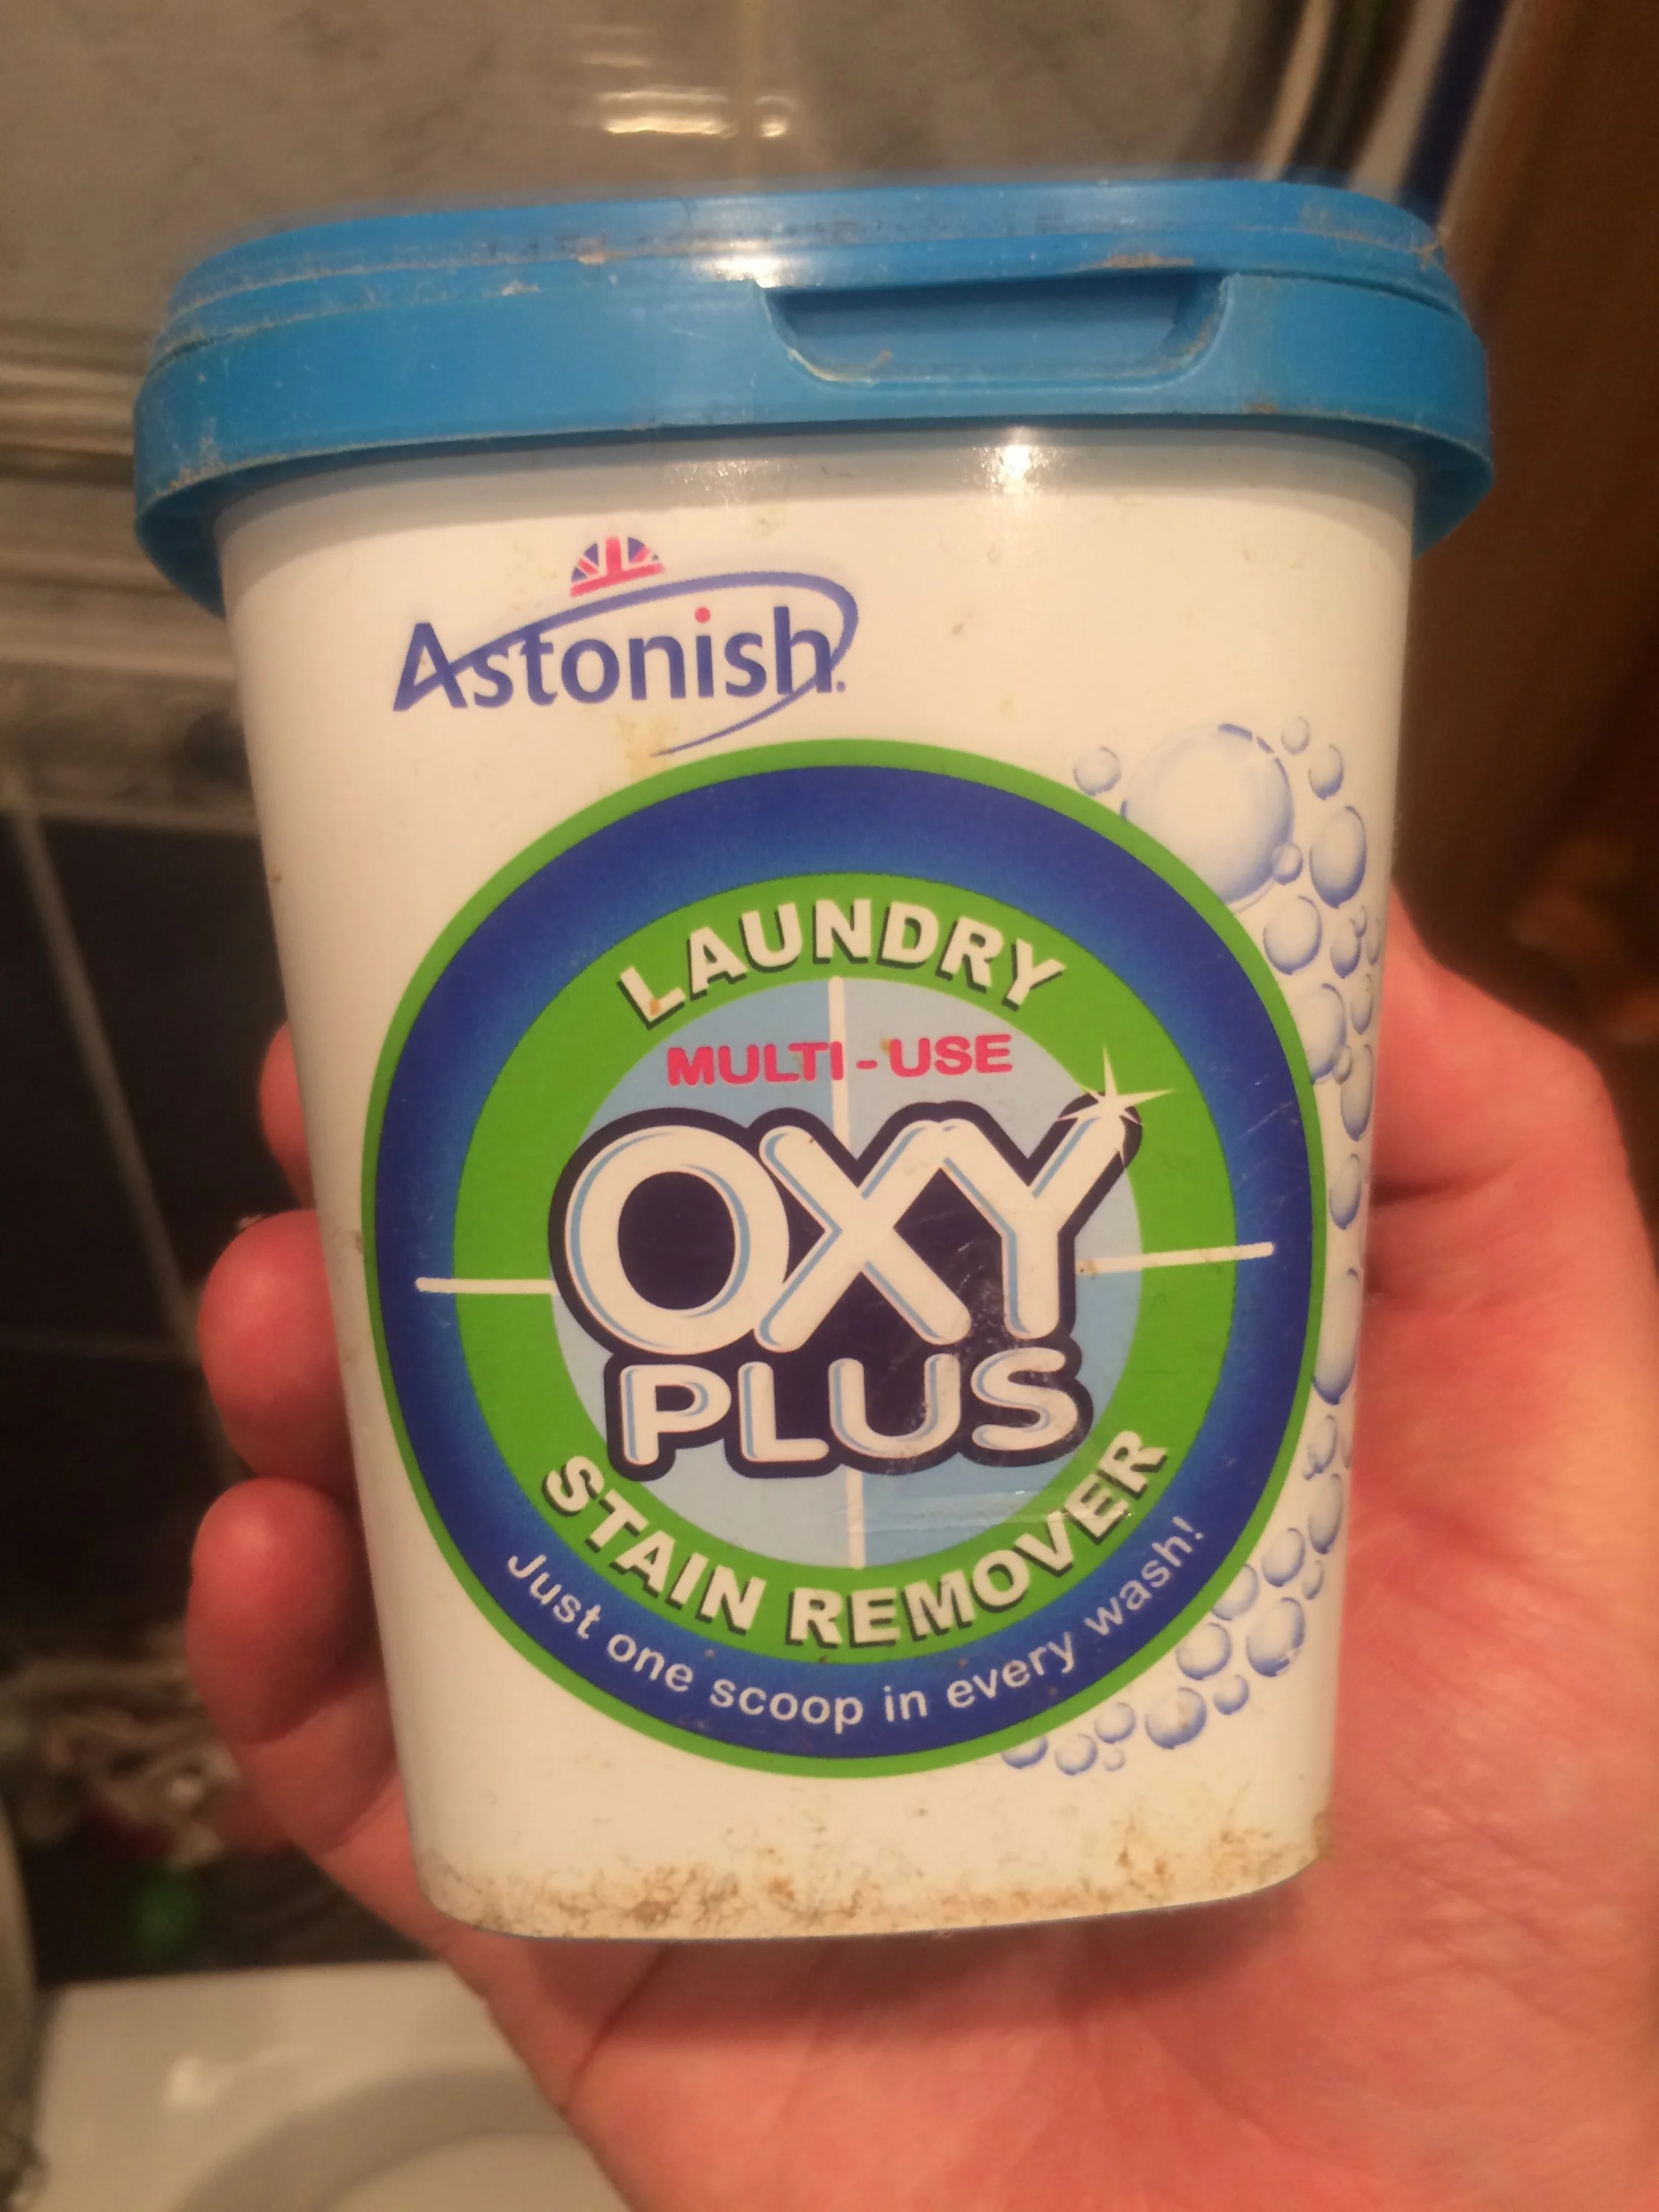 Astonish
LAUNDRY
MULTI-USE
OXY
PLUS
STAIN REMOVER
Just one scoop in every wash!